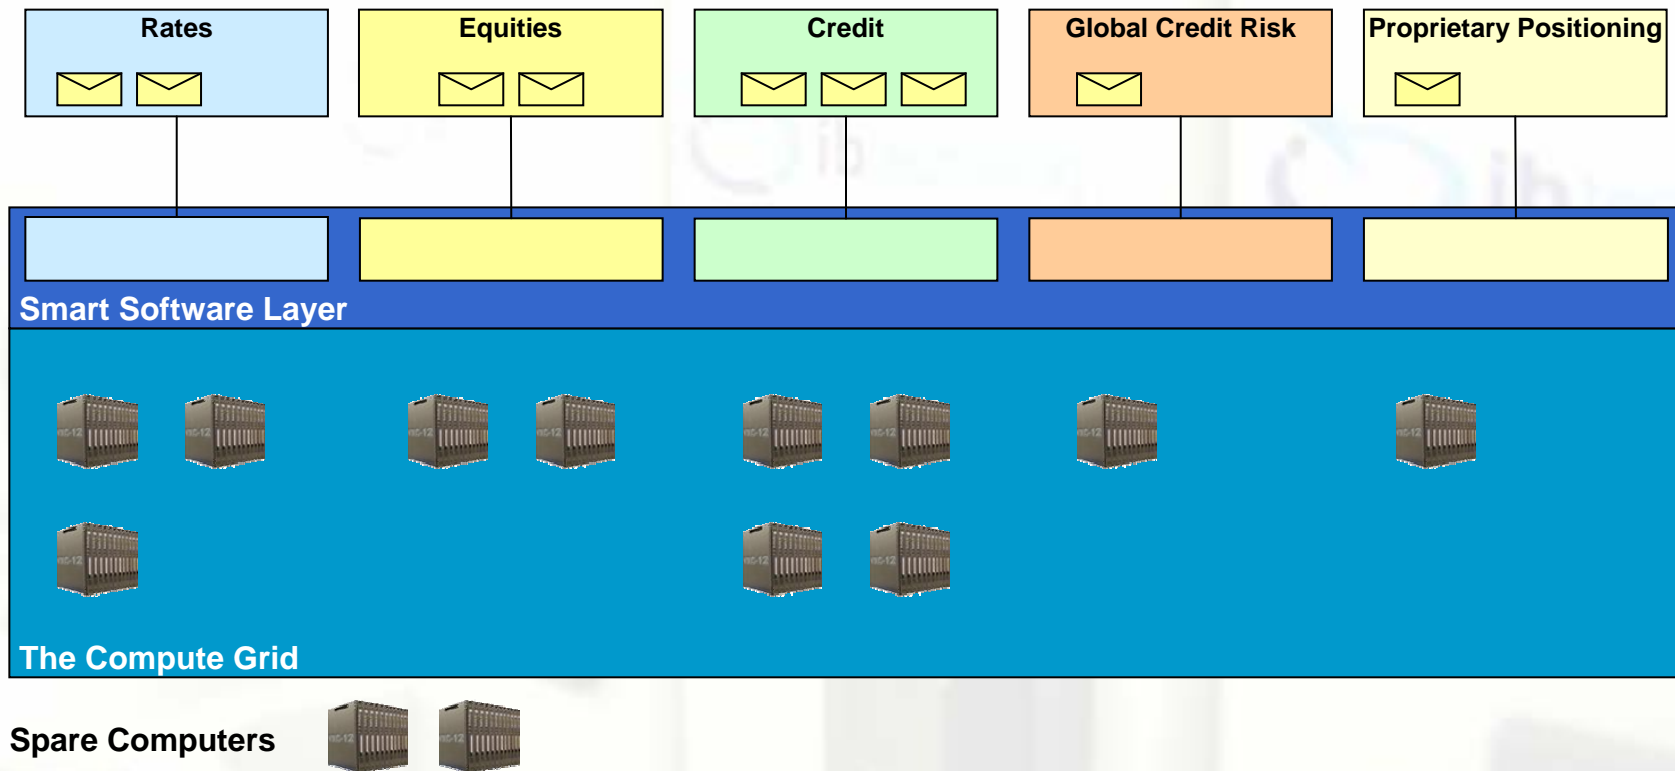 Rates
Equities
Credit
Global Credit Risk
Proprietary Positioning
Smart Software Layer
The Compute Grid
Spare Computers